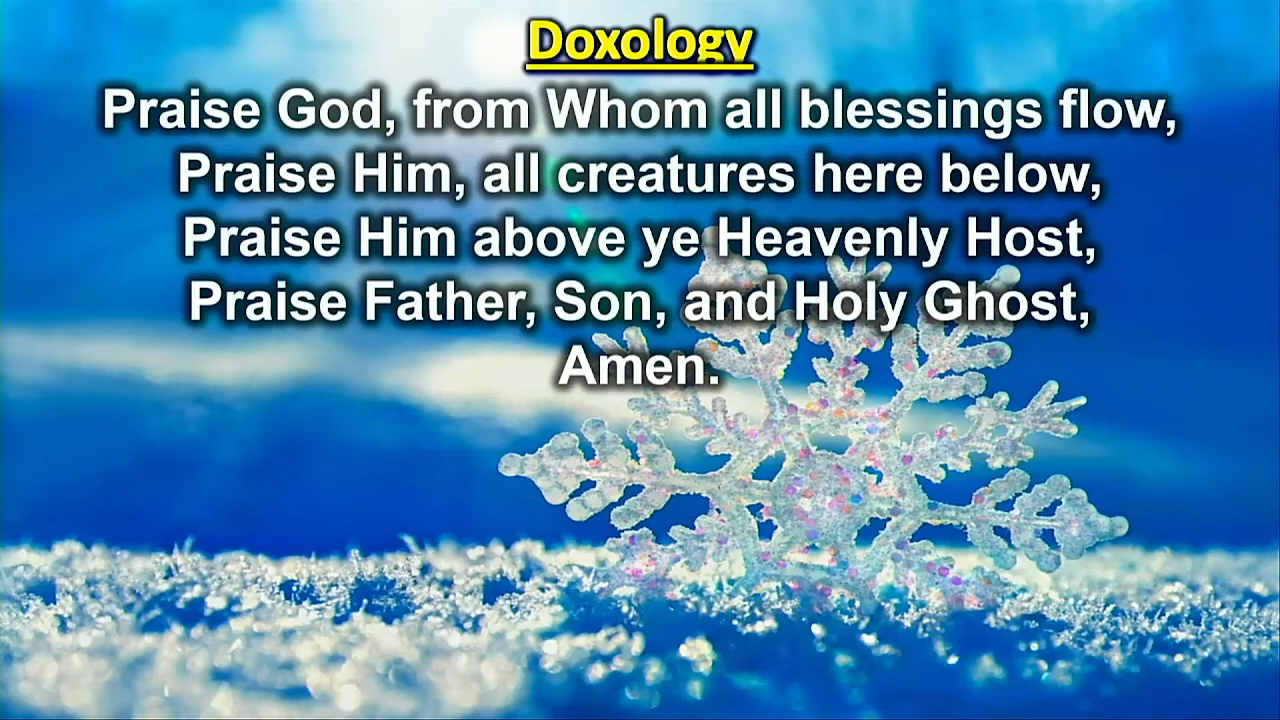 Doxology
Praise God, from Whom all blessings flow,
Praise Him, all creatures here below,
Praise Him above ye Heavenly Host,
Praise Father, Son, and Holy Ghost,
Amen.